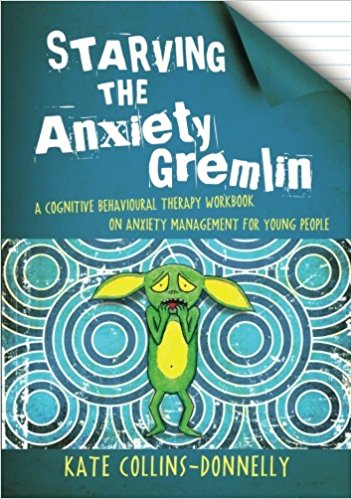 STARVING
THE
Anxiety
Gremlin
A COGNITIVE BEHAVIOURAL THERAPY WORKBOOK
ON ANXIETY MANAGEMENT FOR YOUNG PEOPLE
KATE COLLINS-DONNELLY